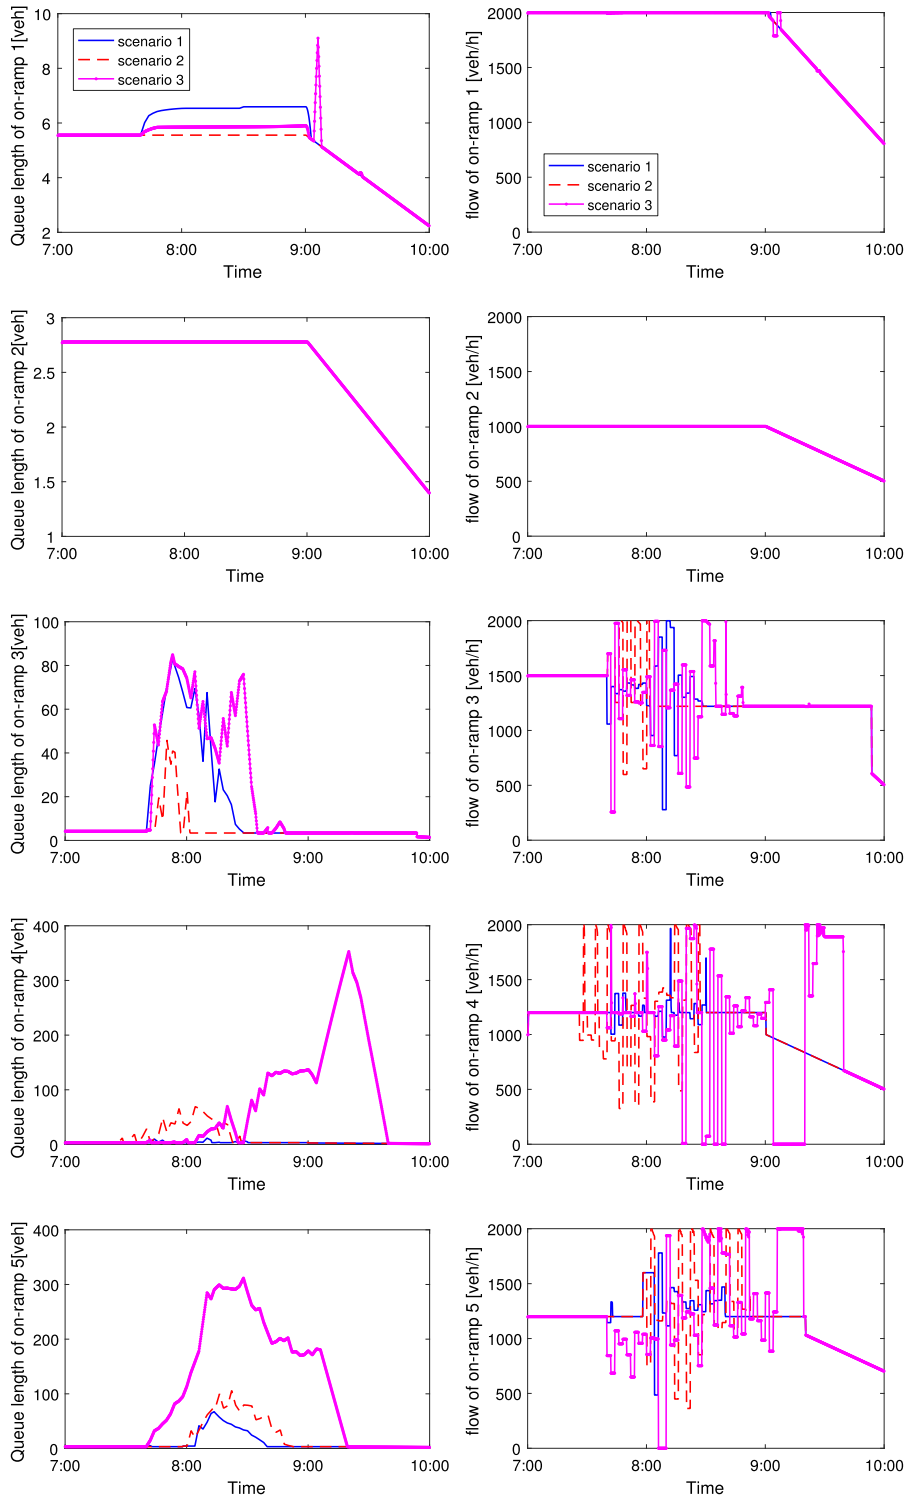 Queue length of on-ramp 1[veh]
10
8
6
4
2
scenario 1
scenario 2
scenario 3
7:00 8:00 9:00 10:00
Time
flow of on-ramp 1 [veh/h]
2000
1500
1000
500
0
scenario 1
scenario 2
scenario 3
7:00 8:00 9:00 10:00
Time
Queue length of on-ramp 2[veh]
3
2.5
2
1.5
1
7:00 8:00 9:00 10:00
Time
flow of on-ramp 2 [veh/h]
2000
1500
1000
500
0
7:00 8:00 9:00 10:00
Time
Queue length of on-ramp 3[veh]
100
80
60
40
20
0
7:00 8:00 9:00 10:00
Time
flow of on-ramp 3 [veh/h]
2000
1500
1000
500
0
7:00 8:00 9:00 10:00
Time
Queue length of on-ramp 4[veh]
400
300
200
100
0
7:00 8:00 9:00 10:00
Time
flow of on-ramp 4 [veh/h]
2000
1500
1000
500
0
7:00 8:00 9:00 10:00
Time
Queue length of on-ramp 5[veh]
400
300
200
100
0
7:00 8:00 9:00 10:00
Time
flow of on-ramp 5 [veh/h]
2000
1500
1000
500
0
7:00 8:00 9:00 10:00
Time